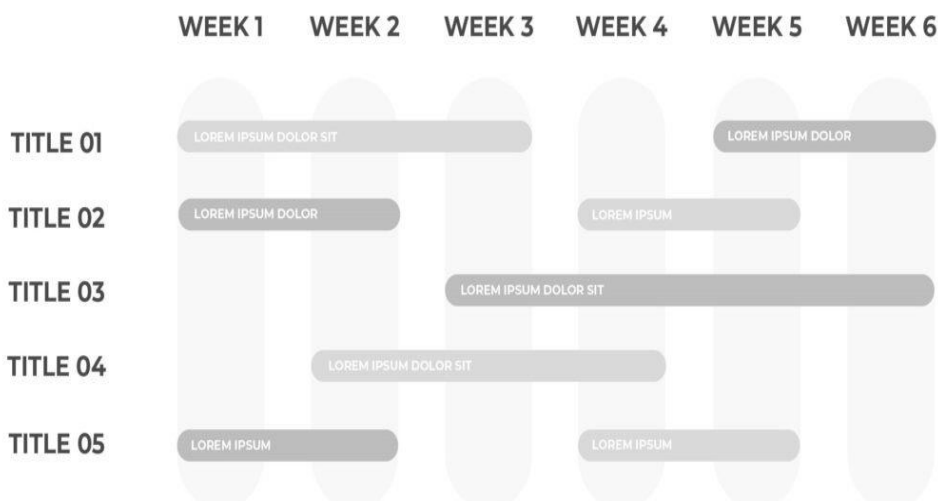 WEEK 1 WEEK 2 WEEK 3 WEEK 4 WEEK 5 WEEK 6
TITLE 01 LOREM IPSUM DOLOR SIT LOREM IPSUM DOLOR
TITLE 02 LOREM IPSUM DOLOR LOREM IPSUM
TITLE 03 LOREM IPSUM DOLOR SIT
TITLE 04 LOREM IPSUM DOLOR SIT
TITLE 05 LOREM IPSUM LOREM IPSUM